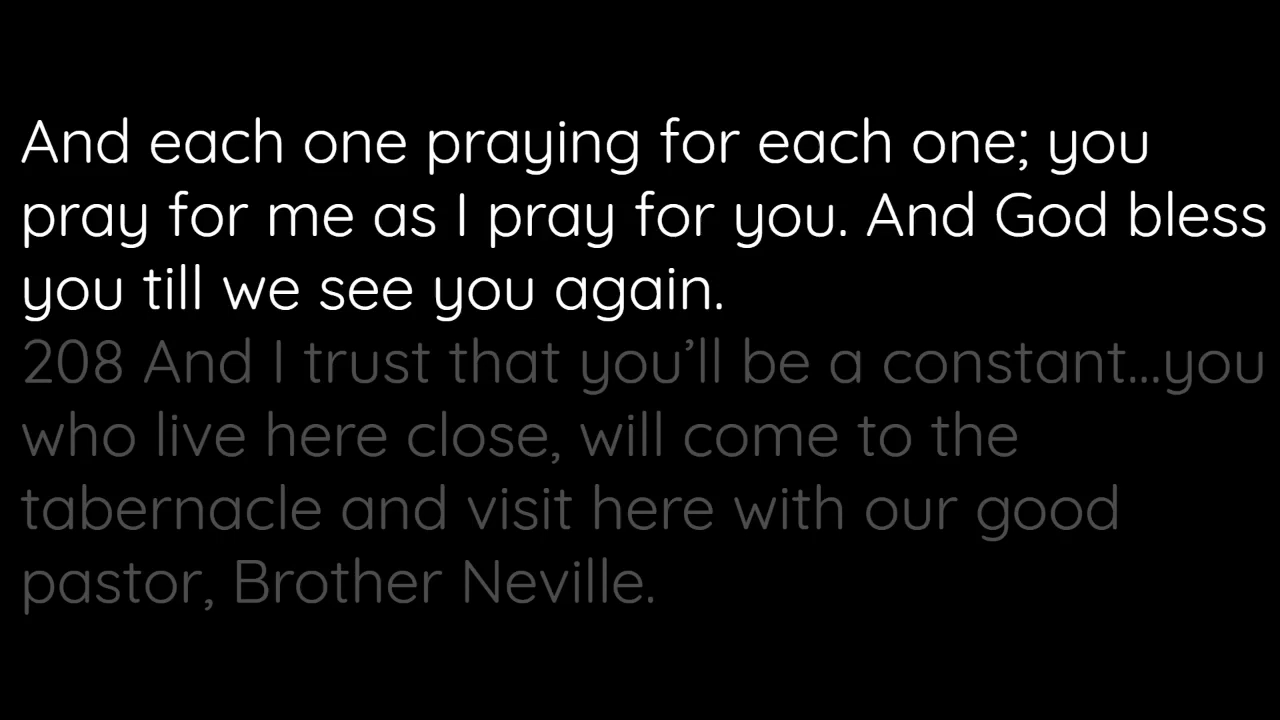 And each one praying for each one; you
pray for me as I pray for you. And God bless
you till we see you again.
208 And I trust that you’ll be a constant...you
who live here close, will come to the
tabernacle and visit here with our good
pastor, Brother Neville.